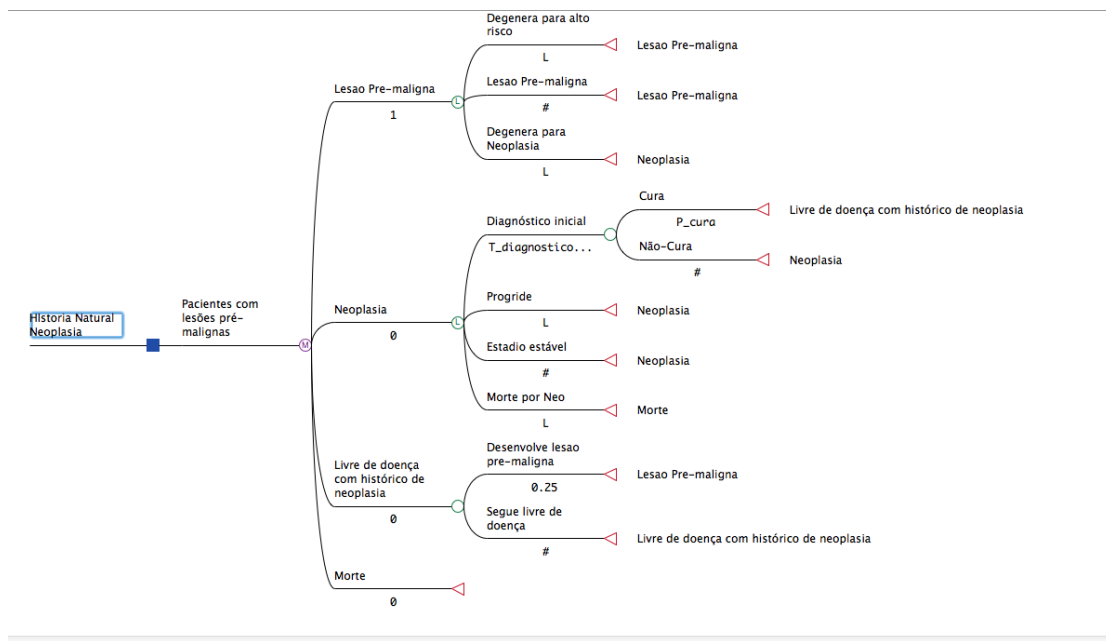 Degenera para alto
risco
L
Lesao Pre-maligna
Lesao Pre-maligna
1
L
Lesao Pre-maligna
#
Lesao Pre-maligna
Degenera para
Neoplasia
L
Neoplasia
Diagnóstico inicial
T_diagnostico...
Cura
P_cura
Livre de doença com histórico de neoplasia
Não-Cura
#
Neoplasia
HIstoria Natural
Neoplasia
Pacientes com
lesões pré-
malignas
M
Neoplasia
0
L
Progride
L
Neoplasia
Estadio estável
#
Neoplasia
Morte por Neo
L
Morte
Livre de doença
com histórico de
neoplasia
0
Desenvolve lesao
pre-maligna
0.25
Lesao Pre-maligna
Segue livre de
doença
#
Livre de doença com histórico de neoplasia
Morte
0